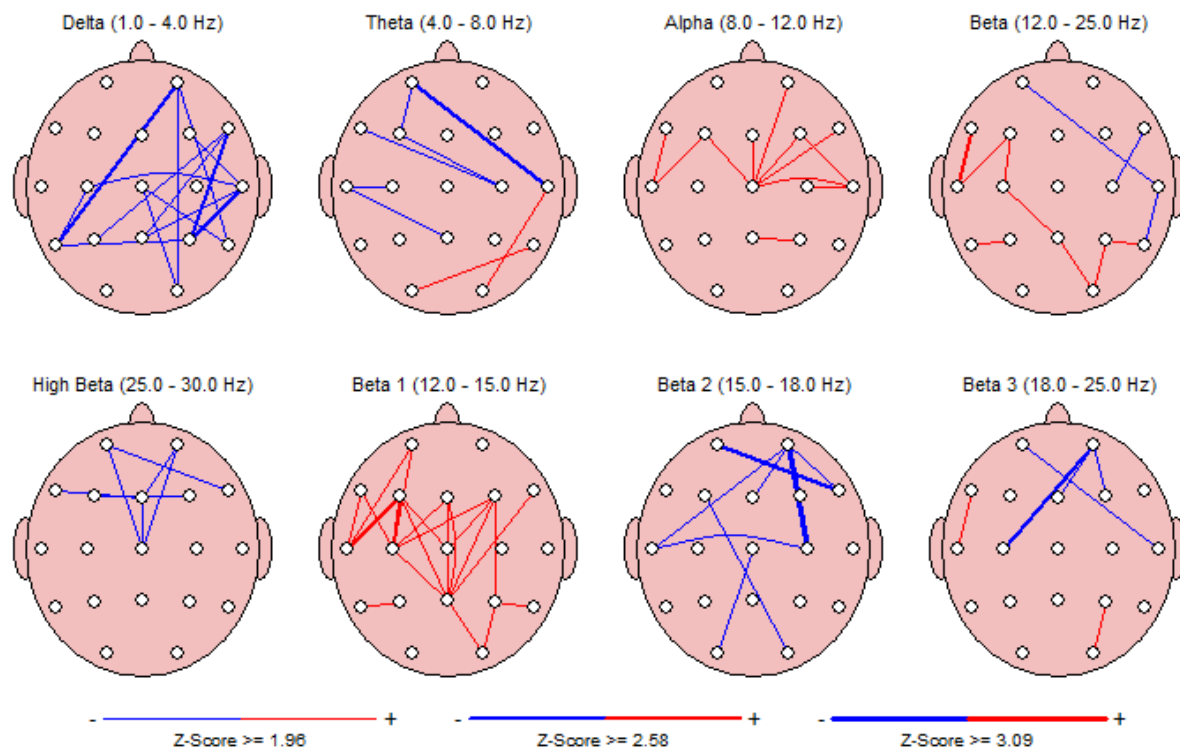 Delta (1.0 - 4.0 Hz) Theta (4.0 - 8.0 Hz) Alpha (8.0 - 12.0 Hz) Beta (12.0 - 25.0 Hz)
High Beta (25.0 - 30.0 Hz) Beta 1 (12.0 - 15.0 Hz) Beta 2 (15.0 - 18.0 Hz) Beta 3 (18.0 - 25.0 Hz)
- + - + - +
Z-Score >= 1.96 Z-Score >= 2.58 Z-Score >= 3.09